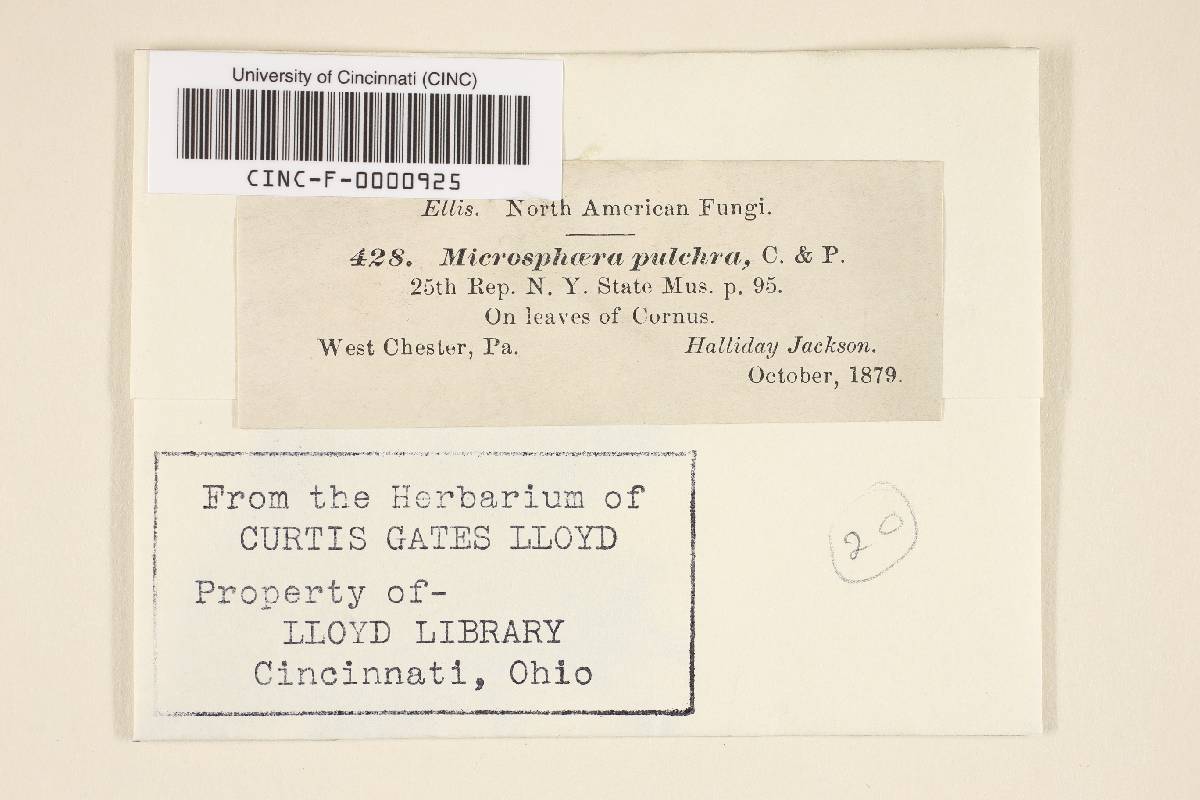 University of Cincinnati (CINC)
CINC-F-0000925
Ellis. North American Fungi.
428. Microsphæra pulchra, C. & P.
25th Rep. N. Y. State Mus. p. 95.
On leaves of Cornus.
West Chester, Pa. Halliday Jackson.
October, 1879.
From the Herbarium of
CURTIS GATES LLOYD
Property of-
LLOYD LIBRARY
Cincinnati, Ohio
20